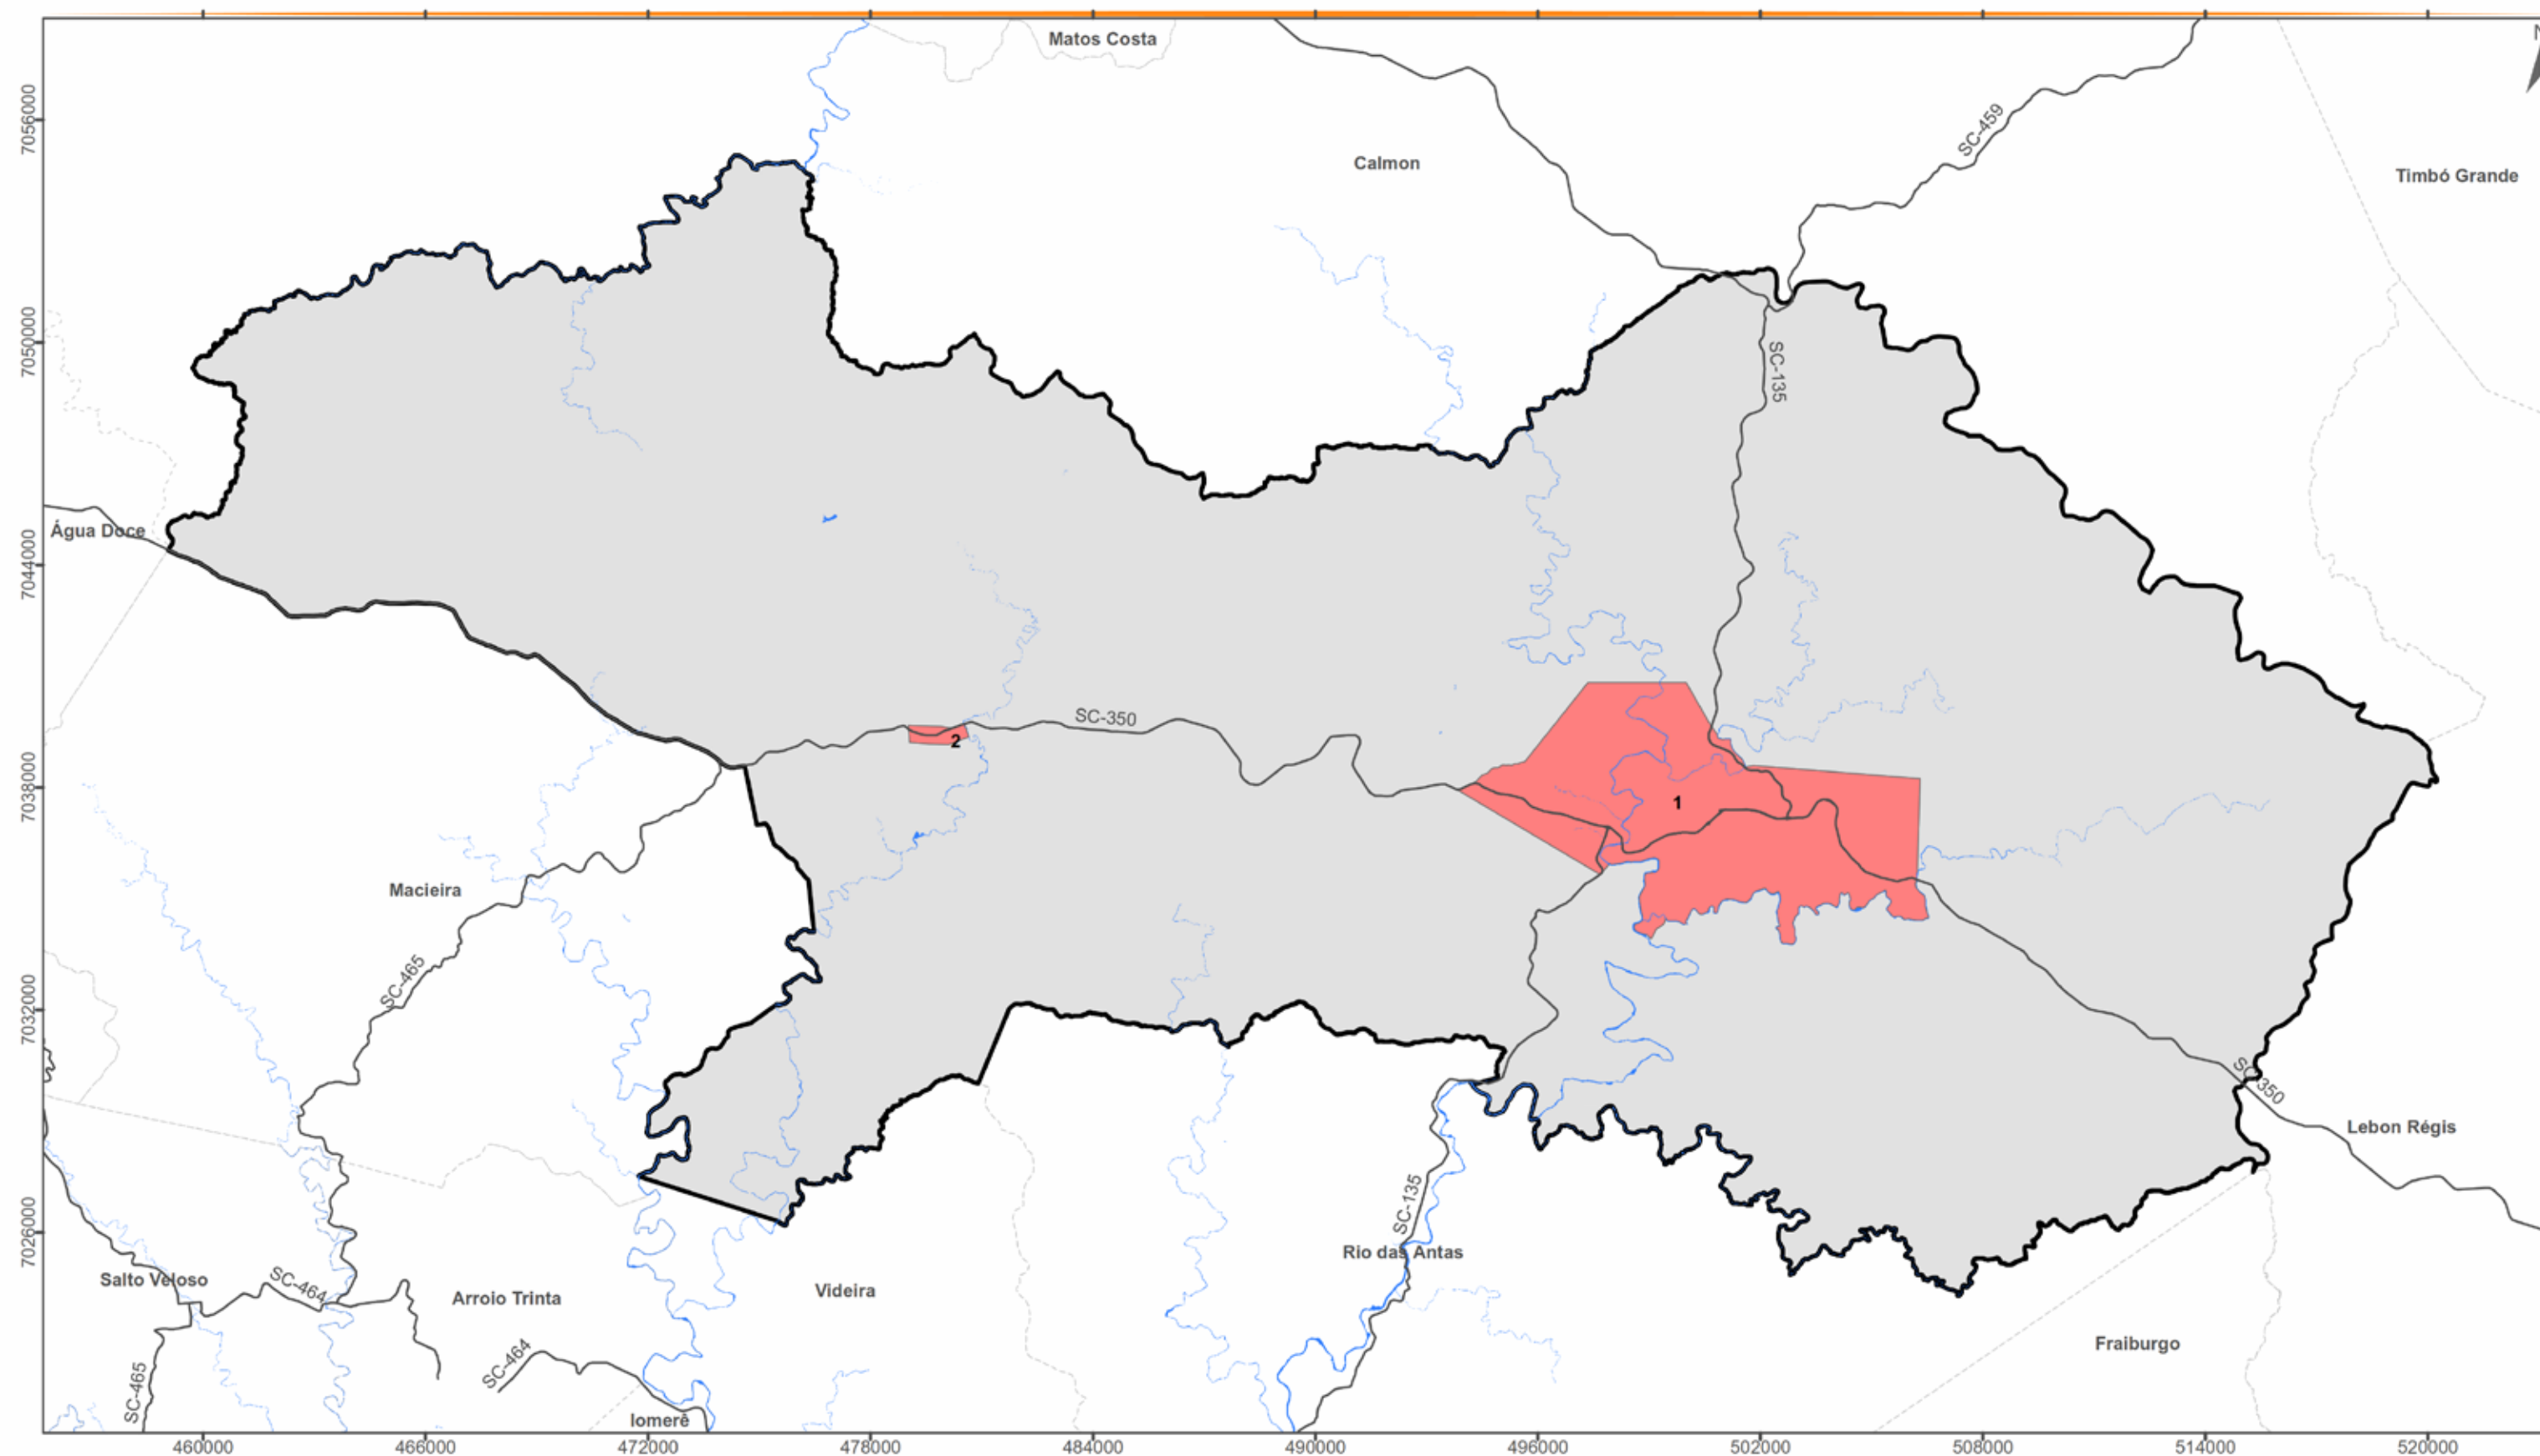 Matos Costa
N
7056000
SC-459
Calmon
Timbó Grande
7050000
SC-135
Água Doce
7044000
SC-350
2
7038000
1
Macieira
SC-465
7032000
SC-350
Lebon Régis
SC-135
7026000
Rio das Antas
Salto Veloso
SC-464
Arroio Trinta
Videira
Fraiburgo
SC-464
SC-465
Iomerê
460000 466000 472000 478000 484000 490000 496000 502000 508000 514000 520000